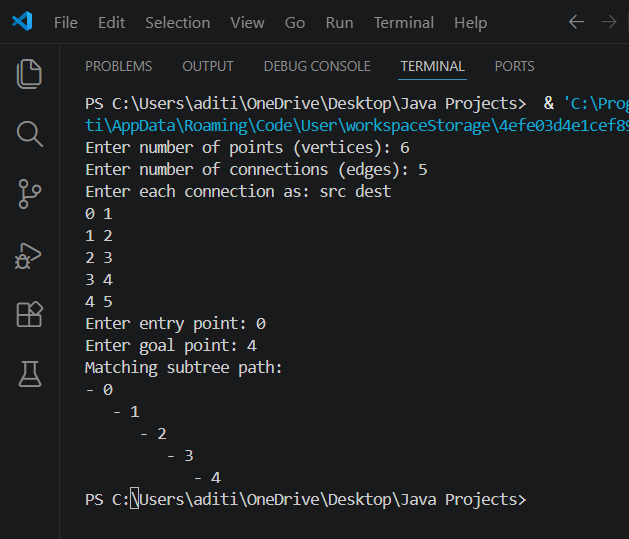 File Edit Selection View Go Run Terminal Help
PROBLEMS OUTPUT DEBUG CONSOLE TERMINAL PORTS
PS C:\Users\aditi\OneDrive\Desktop\Java Projects>  & 'C:\Prog
ti\AppData\Roaming\Code\User\workspaceStorage\4efe03d4e1cef89
Enter number of points (vertices): 6
Enter number of connections (edges): 5
Enter each connection as: src dest
0 1
1 2
2 3
3 4
4 5
Enter entry point: 0
Enter goal point: 4
Matching subtree path:
- 0
   - 1
      - 2
         - 3
            - 4
PS C:\Users\aditi\OneDrive\Desktop\Java Projects>